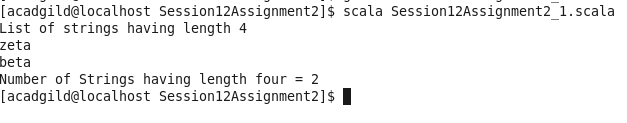 [acadgild@localhost Session12Assignment2]$ scala Session12Assignment2_1.scala
List of strings having length 4
zeta
beta
Number of Strings having length four = 2
[acadgild@localhost Session12Assignment2]$